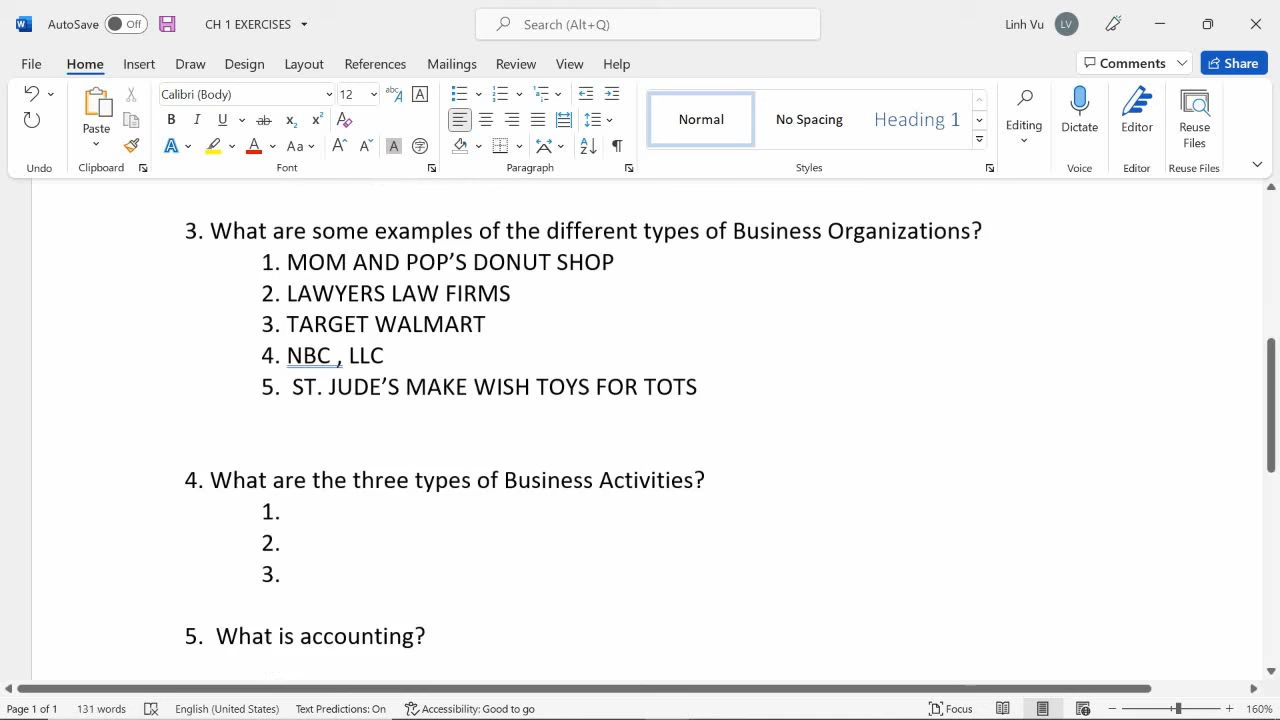 AutoSave Off CH 1 EXERCISES Search (Alt+Q) Linh Vu LV
File Home Insert Draw Design Layout References Mailings Review View Help Comments Share
Calibri (Body) 12
Paste
Normal No Spacing Heading 1
Editing Dictate Editor Reuse Files
Undo Clipboard Font Paragraph Styles Voice Editor Reuse Files
3. What are some examples of the different types of Business Organizations?
1. MOM AND POP’S DONUT SHOP
2. LAWYERS LAW FIRMS
3. TARGET WALMART
4. NBC , LLC
5. ST. JUDE’S MAKE WISH TOYS FOR TOTS
4. What are the three types of Business Activities?
1.
2.
3.
5. What is accounting?
Page 1 of 1 131 words English (United States) Text Predictions: On Accessibility: Good to go Focus 160%